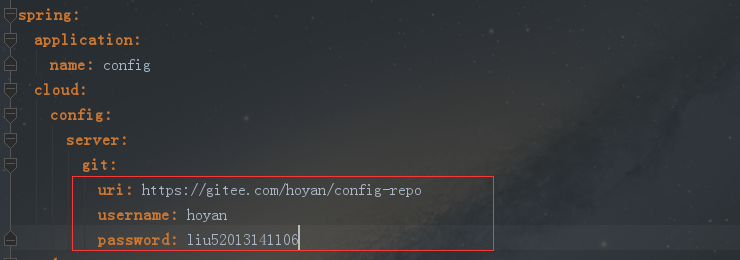 spring:
application:
name: config
cloud:
config:
server:
git:
uri: https://gitee.com/hoyan/config-repo
username: hoyan
password: liu52013141106